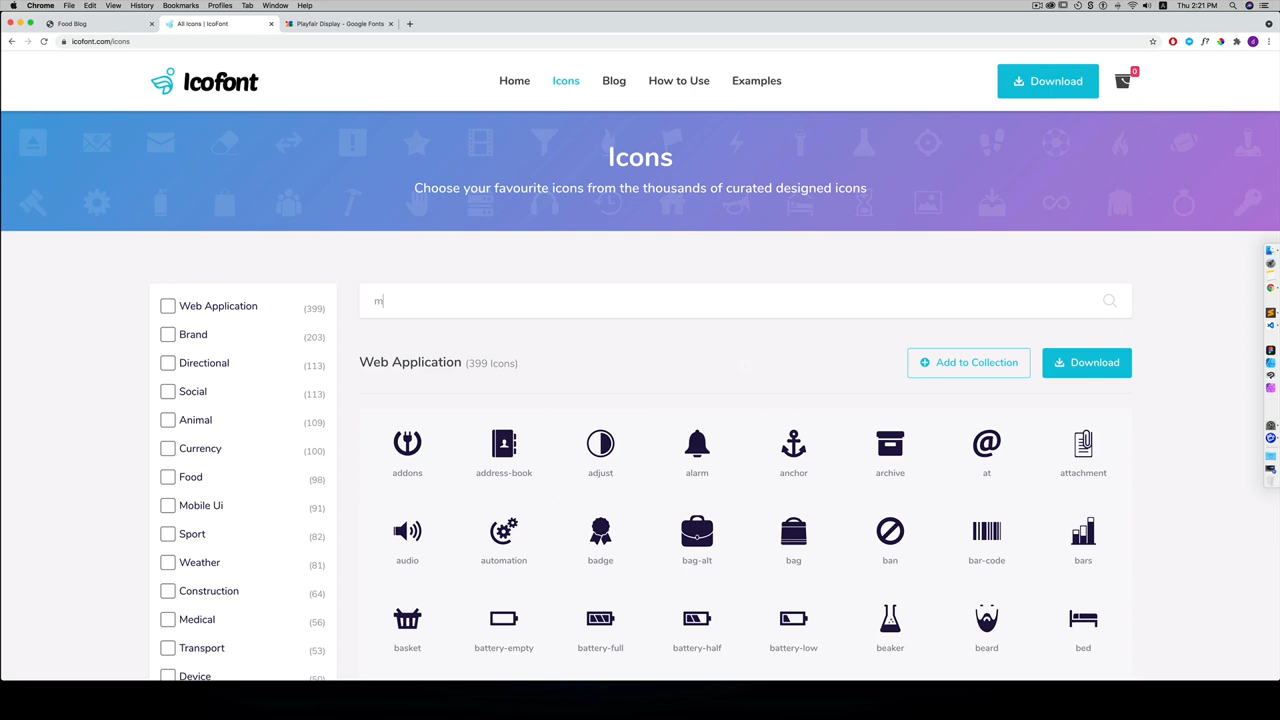 Chrome File Edit View History Bookmarks Profiles Tab Window Help Thu 2:21 PM
Food Blog All Icons | IcoFont Playfair Display - Google Fonts
icofont.com/icons
Icofont Home Icons Blog How to Use Examples Download 0
Icons
Choose your favourite icons from the thousands of curated designed icons
m
Web Application (399)
Brand (203)
Directional (113)
Social (113)
Animal (109)
Currency (100)
Food (98)
Mobile Ui (91)
Sport (82)
Weather (81)
Construction (64)
Medical (56)
Transport (53)
Device
Web Application (399 Icons) Add to Collection Download
addons address-book adjust alarm anchor archive at attachment
audio automation badge bag-alt bag ban bar-code bars
basket battery-empty battery-full battery-half battery-low beaker beard bed